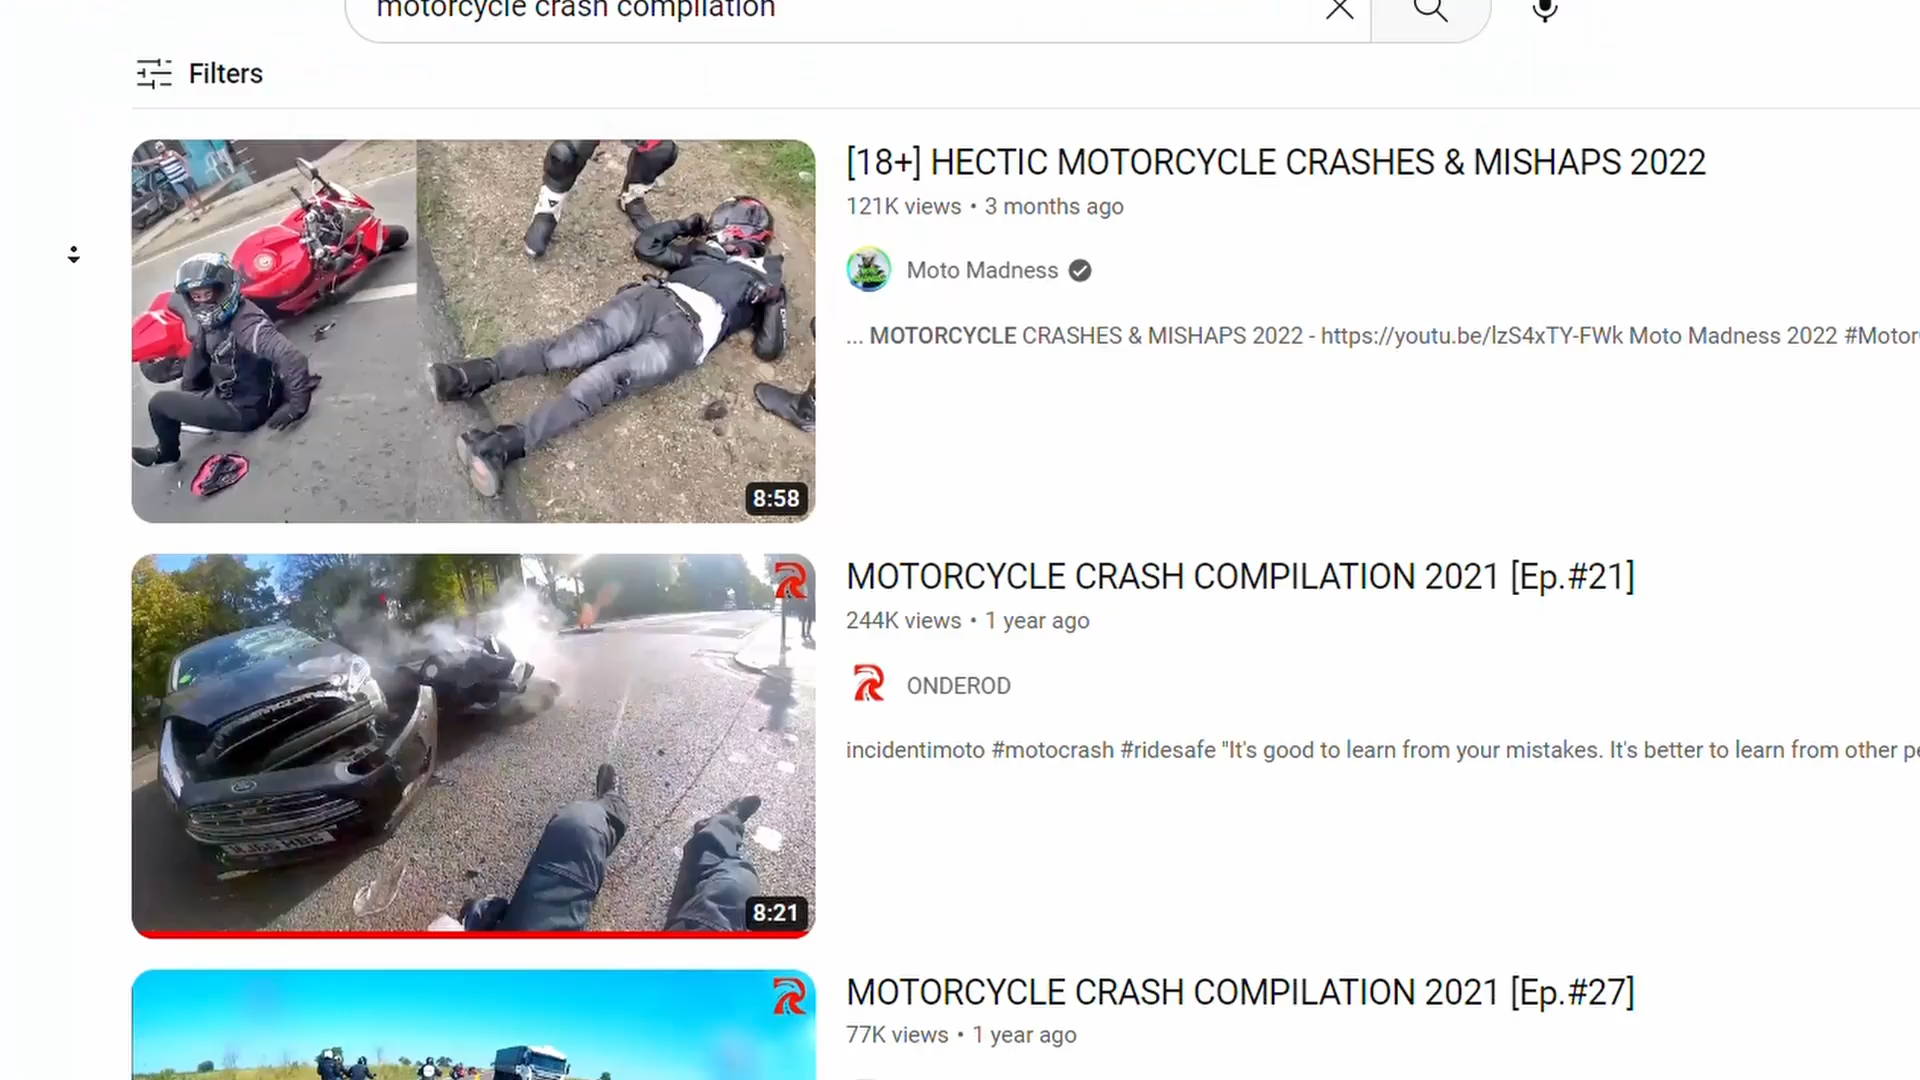 motorcycle crash compilation
Filters
[18+] HECTIC MOTORCYCLE CRASHES & MISHAPS 2022
121K views • 3 months ago
Moto Madness
... MOTORCYCLE CRASHES & MISHAPS 2022 - https://youtu.be/lzS4xTY-FWk Moto Madness 2022 #Motor
8:58
MOTORCYCLE CRASH COMPILATION 2021 [Ep.#21]
244K views • 1 year ago
ONDEROD
incidentimoto #motocrash #ridesafe "It's good to learn from your mistakes. It's better to learn from other pe
8:21
MOTORCYCLE CRASH COMPILATION 2021 [Ep.#27]
77K views • 1 year ago